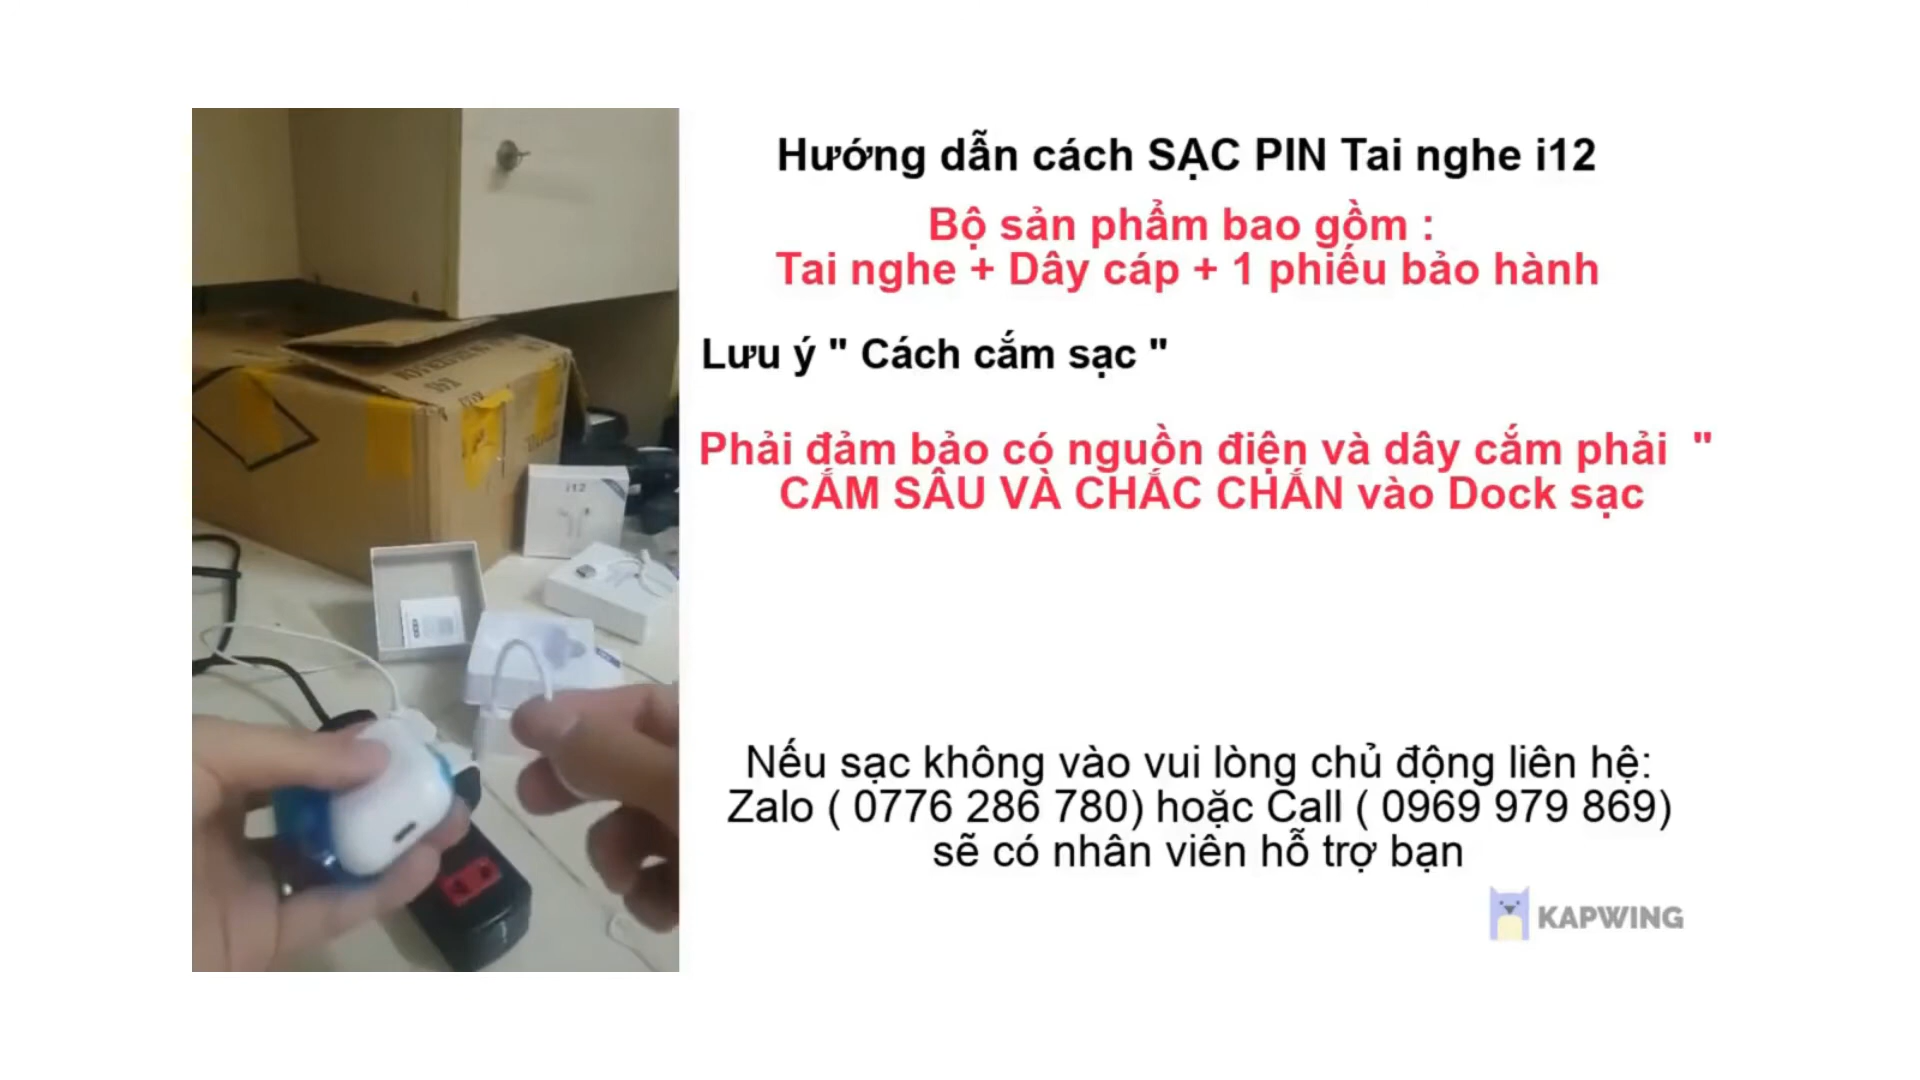 Hướng dẫn cách SẠC PIN Tai nghe i12
Bộ sản phẩm bao gồm :
Tai nghe + Dây cáp + 1 phiếu bảo hành
Lưu ý " Cách cắm sạc "
Phải đảm bảo có nguồn điện và dây cắm phải "
CẮM SÂU VÀ CHẮC CHẮN vào Dock sạc
Nếu sạc không vào vui lòng chủ động liên hệ:
Zalo ( 0776 286 780) hoặc Call ( 0969 979 869)
sẽ có nhân viên hỗ trợ bạn
KAPWING
i12